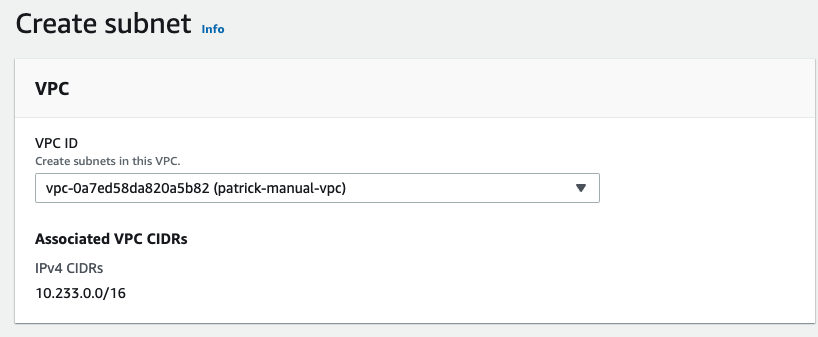 Create subnet Info
VPC
VPC ID
Create subnets in this VPC.
vpc-0a7ed58da820a5b82 (patrick-manual-vpc)
Associated VPC CIDRs
IPv4 CIDRs
10.233.0.0/16